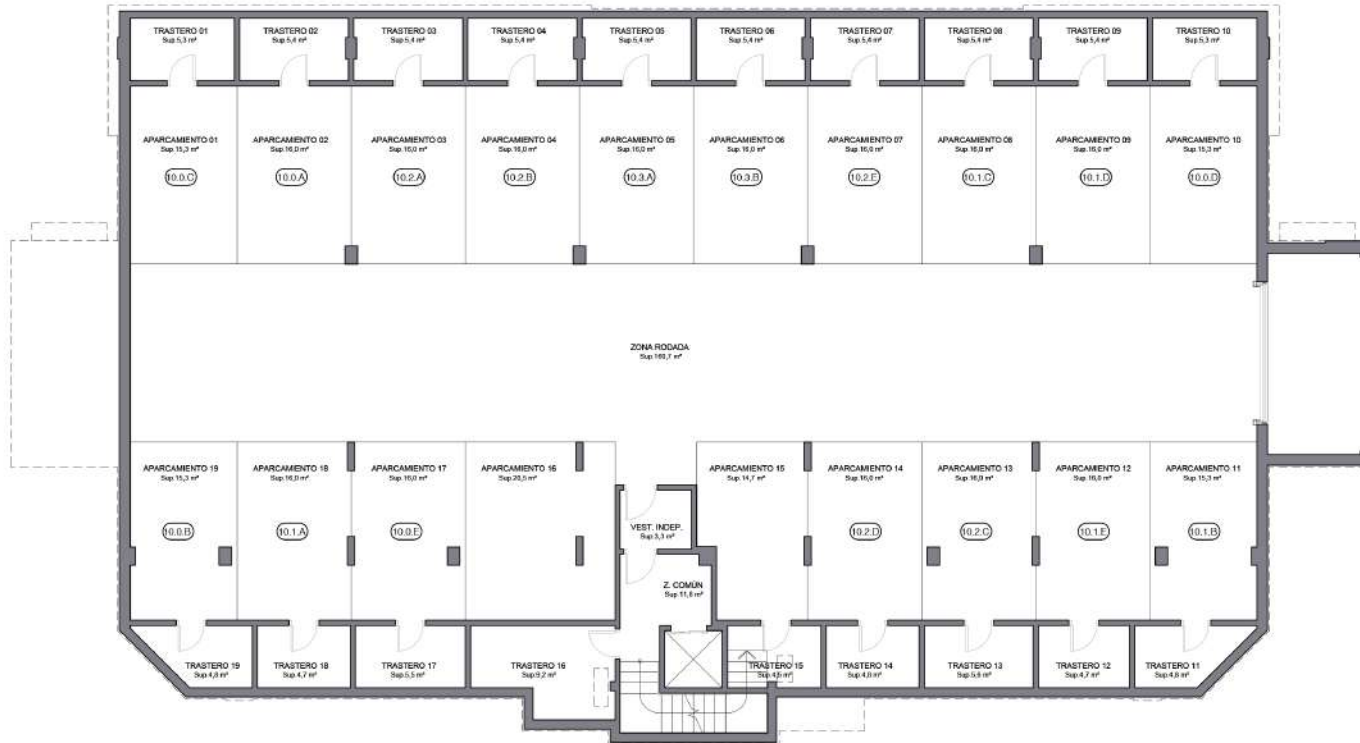 TRASTERO 01
Sup.5,3 m²
TRASTERO 02
Sup.5,4 m²
TRASTERO 03
Sup.5,4 m²
TRASTERO 04
Sup.5,4 m²
TRASTERO 05
Sup.5,4 m²
TRASTERO 06
Sup.5,4 m²
TRASTERO 07
Sup.5,4 m²
TRASTERO 08
Sup.5,4 m²
TRASTERO 09
Sup.5,4 m²
TRASTERO 10
Sup.5,3 m²
APARCAMIENTO 01
Sup.15,3 m²
10.0.C
APARCAMIENTO 02
Sup.16,0 m²
10.0.A
APARCAMIENTO 03
Sup.16,0 m²
10.2.A
APARCAMIENTO 04
Sup.16,0 m²
10.2.B
APARCAMIENTO 05
Sup.16,0 m²
10.3.A
APARCAMIENTO 06
Sup.16,0 m²
10.3.B
APARCAMIENTO 07
Sup.16,0 m²
10.2.E
APARCAMIENTO 08
Sup.16,0 m²
10.1.C
APARCAMIENTO 09
Sup.16,0 m²
10.1.D
APARCAMIENTO 10
Sup.15,3 m²
10.0.D
ZONA RODADA
Sup.160,7 m²
APARCAMIENTO 19
Sup.15,3 m²
10.0.B
APARCAMIENTO 18
Sup.16,0 m²
10.1.A
APARCAMIENTO 17
Sup.16,0 m²
10.0.E
APARCAMIENTO 16
Sup.20,5 m²
APARCAMIENTO 15
Sup.14,7 m²
APARCAMIENTO 14
Sup.16,0 m²
10.2.D
APARCAMIENTO 13
Sup.16,0 m²
10.2.C
APARCAMIENTO 12
Sup.16,0 m²
10.1.E
APARCAMIENTO 11
Sup.15,3 m²
10.1.B
VEST. INDEP.
Sup.3,3 m²
Z. COMÚN
Sup.11,8 m²
TRASTERO 19
Sup.4,8 m²
TRASTERO 18
Sup.4,7 m²
TRASTERO 17
Sup.5,5 m²
TRASTERO 16
Sup.9,2 m²
TRASTERO 15
Sup.4,5 m²
TRASTERO 14
TRASTERO 13
Sup.5,6 m²
TRASTERO 12
Sup.4,7 m²
TRASTERO 11
Sup.4,8 m²